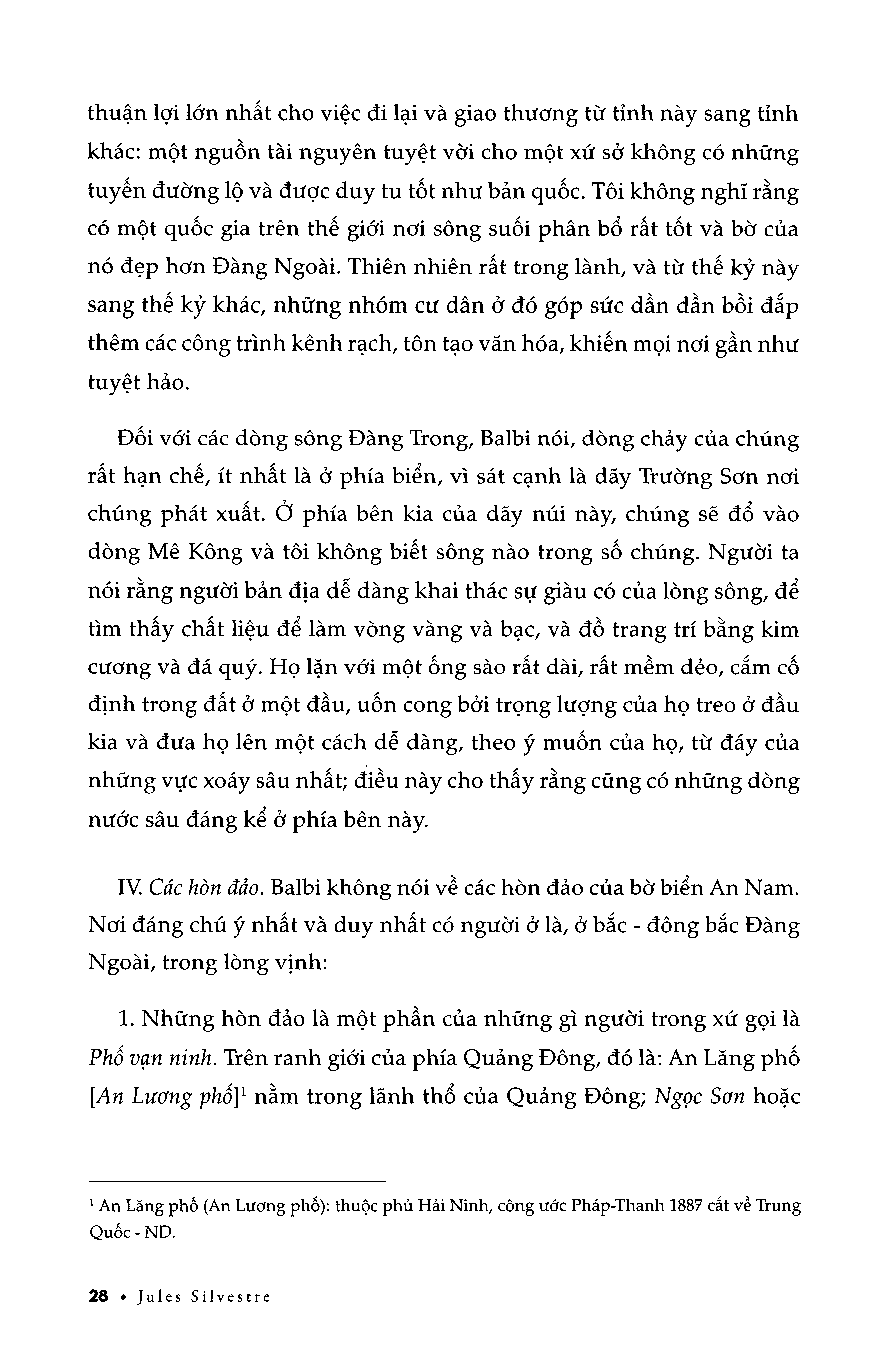 thuận lợi lớn nhất cho việc đi lại và giao thương từ tỉnh này sang tỉnh
khác: một nguồn tài nguyên tuyệt vời cho một xứ sở không có những
tuyến đường lộ và được duy tu tốt như bản quốc. Tôi không nghĩ rằng
có một quốc gia trên thế giới nơi sông suối phân bổ rất tốt và bờ của
nó đẹp hơn Đàng Ngoài. Thiên nhiên rất trong lành, và từ thế kỷ này
sang thế kỷ khác, những nhóm cư dân ở đó góp sức dần dần bồi đắp
thêm các công trình kênh rạch, tôn tạo văn hóa, khiến mọi nơi gần như
tuyệt hảo.
Đối với các dòng sông Đàng Trong, Balbi nói, dòng chảy của chúng
rất hạn chế, ít nhất là ở phía biển, vì sát cạnh là dãy Trường Sơn nơi
chúng phát xuất. Ở phía bên kia của dãy núi này, chúng sẽ đổ vào
dòng Mê Kông và tôi không biết sông nào trong số chúng. Người ta
nói rằng người bản địa dễ dàng khai thác sự giàu có của lòng sông, để
tìm thấy chất liệu để làm vòng vàng và bạc, và đồ trang trí bằng kim
cương và đá quý. Họ lặn với một ống sào rất dài, rất mềm dẻo, cắm cố
định trong đất ở một đầu, uốn cong bởi trọng lượng của họ treo ở đầu
kia và đưa họ lên một cách dễ dàng, theo ý muốn của họ, từ đáy của
những vực xoáy sâu nhất; điều này cho thấy rằng cũng có những dòng
nước sâu đáng kể ở phía bên này.
IV. Các hòn đảo. Balbi không nói về các hòn đảo của bờ biển An Nam.
Nơi đáng chú ý nhất và duy nhất có người ở là, ở bắc - đông bắc Đàng
Ngoài, trong lòng vịnh:
1. Những hòn đảo là một phần của những gì người trong xứ gọi là
Phố vạn ninh. Trên ranh giới của phía Quảng Đông, đó là: An Lăng phố
[An Lương phố]¹ nằm trong lãnh thổ của Quảng Đông; Ngọc Sơn hoặc
¹ An Lăng phố (An Lương phố): thuộc phủ Hải Ninh, công ước Pháp-Thanh 1887 cắt về Trung
Quốc - ND.
28 • Jules Silvestre